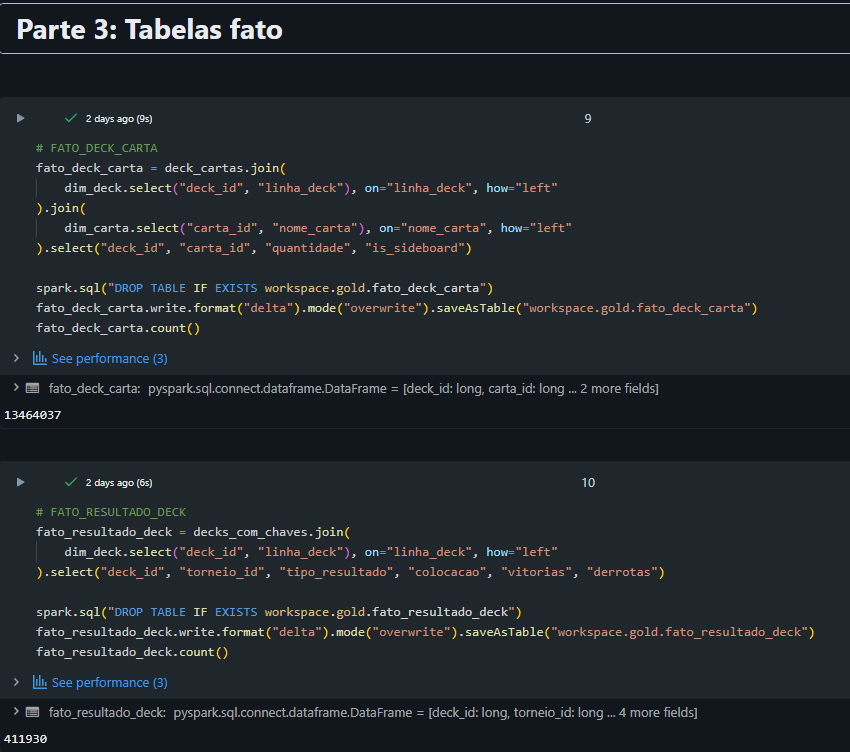 Parte 3: Tabelas fato
2 days ago (9s)
9
# FATO_DECK_CARTA
fato_deck_carta = deck_cartas.join(
dim_deck.select("deck_id", "linha_deck"), on="linha_deck", how="left"
).join(
dim_carta.select("carta_id", "nome_carta"), on="nome_carta", how="left"
).select("deck_id", "carta_id", "quantidade", "is_sideboard")
spark.sql("DROP TABLE IF EXISTS workspace.gold.fato_deck_carta")
fato_deck_carta.write.format("delta").mode("overwrite").saveAsTable("workspace.gold.fato_deck_carta")
fato_deck_carta.count()
See performance (3)
fato_deck_carta: pyspark.sql.connect.dataframe.DataFrame = [deck_id: long, carta_id: long ... 2 more fields]
13464037
2 days ago (6s)
10
# FATO_RESULTADO_DECK
fato_resultado_deck = decks_com_chaves.join(
dim_deck.select("deck_id", "linha_deck"), on="linha_deck", how="left"
).select("deck_id", "torneio_id", "tipo_resultado", "colocacao", "vitorias", "derrotas")
spark.sql("DROP TABLE IF EXISTS workspace.gold.fato_resultado_deck")
fato_resultado_deck.write.format("delta").mode("overwrite").saveAsTable("workspace.gold.fato_resultado_deck")
fato_resultado_deck.count()
See performance (3)
fato_resultado_deck: pyspark.sql.connect.dataframe.DataFrame = [deck_id: long, torneio_id: long ... 4 more fields]
411930